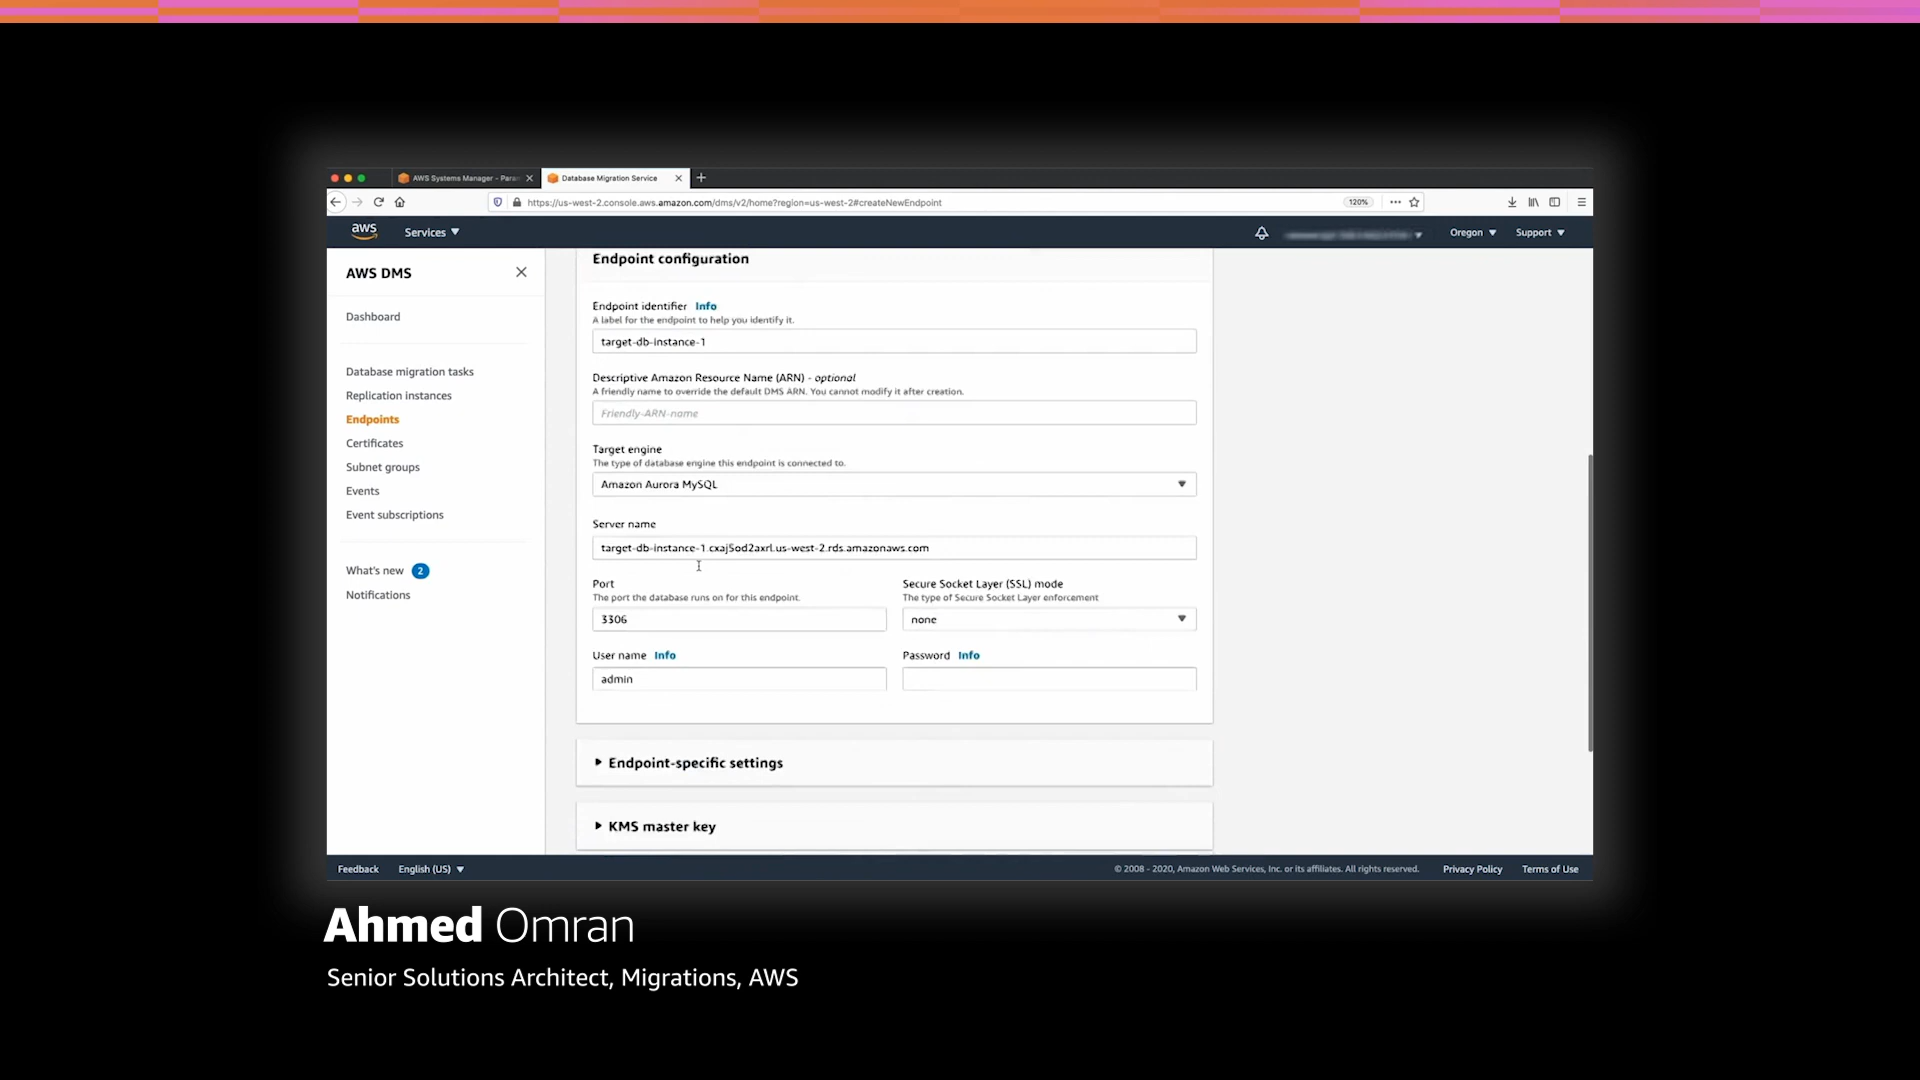 AWS Systems Manager - Para
Database Migration Service
https://us-west-2.console.aws.amazon.com/dms/v2/home?region=us-west-2#createNewEndpoint
120%
aws
Services
Oregon
Support
AWS DMS
Dashboard
Database migration tasks
Replication instances
Endpoints
Certificates
Subnet groups
Events
Event subscriptions
What's new 2
Notifications
Endpoint configuration
Endpoint identifier Info
A label for the endpoint to help you identify it.
target-db-instance-1
Descriptive Amazon Resource Name (ARN) - optional
A friendly name to override the default DMS ARN. You cannot modify it after creation.
Friendly-ARN-name
Target engine
The type of database engine this endpoint is connected to.
Amazon Aurora MySQL
Server name
target-db-instance-1.cxaj5od2axrl.us-west-2.rds.amazonaws.com
Port
The port the database runs on for this endpoint.
3306
Secure Socket Layer (SSL) mode
The type of Secure Socket Layer enforcement
none
User name Info
admin
Password Info
Endpoint-specific settings
KMS master key
Feedback
English (US)
© 2008 - 2020, Amazon Web Services, Inc. or its affiliates. All rights reserved.
Privacy Policy
Terms of Use
Ahmed Omran
Senior Solutions Architect, Migrations, AWS